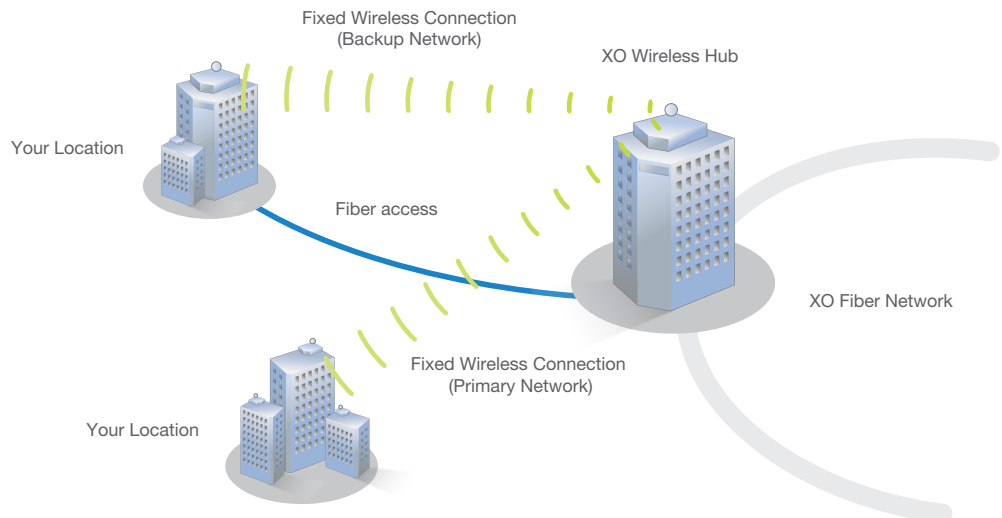 Fixed Wireless Connection
(Backup Network)
XO Wireless Hub
Your Location
Fiber access
XO Fiber Network
Fixed Wireless Connection
(Primary Network)
Your Location